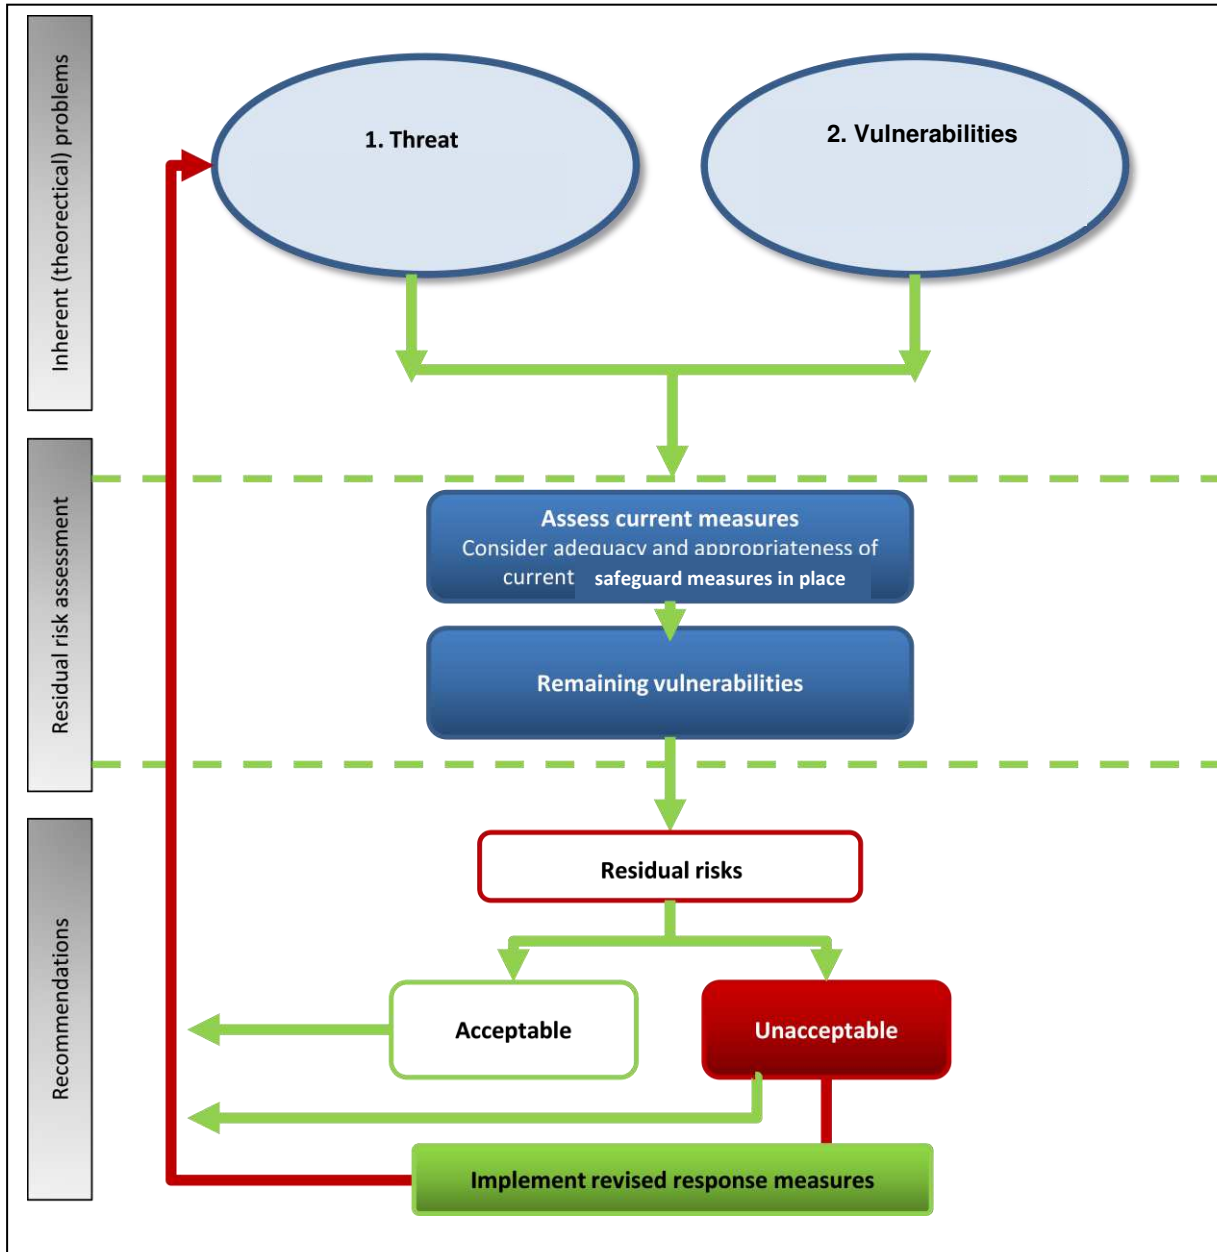 Inherent (theorectical) problems
1. Threat
2. Vulnerabilities
Residual risk assessment
Assess current measures
Consider adequacy and appropriateness of
current safeguard measures in place
Remaining vulnerabilities
Recommendations
Residual risks
Acceptable
Unacceptable
Implement revised response measures